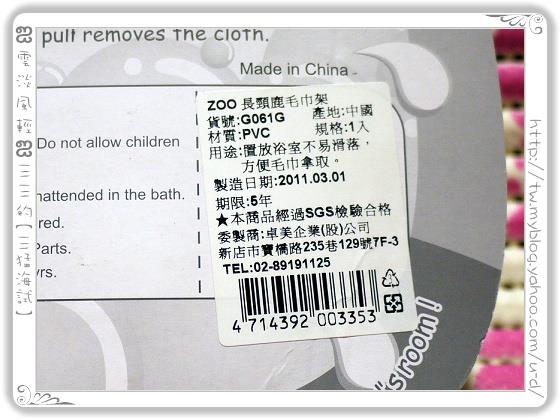 pull removes the cloth.
Made in China
Do not allow children
nattended in the bath.
red.
Parts.
yrs.
ZOO 長頸鹿毛巾架
貨號:G061G 產地:中國
材質:PVC 規格:1入
用途:置放浴室不易滑落,
方便毛巾拿取。
製造日期:2011.03.01
期限:5年
★本商品經過SGS檢驗合格
委製商:卓美企業(股)公司
新店市寶橋路235巷129號7F-3
TEL:02-89191125
4 714392 003353
room!
雲淡風輕
【三三的】三猛海試】
http://tw.myblog.yahoo.com/u-d/